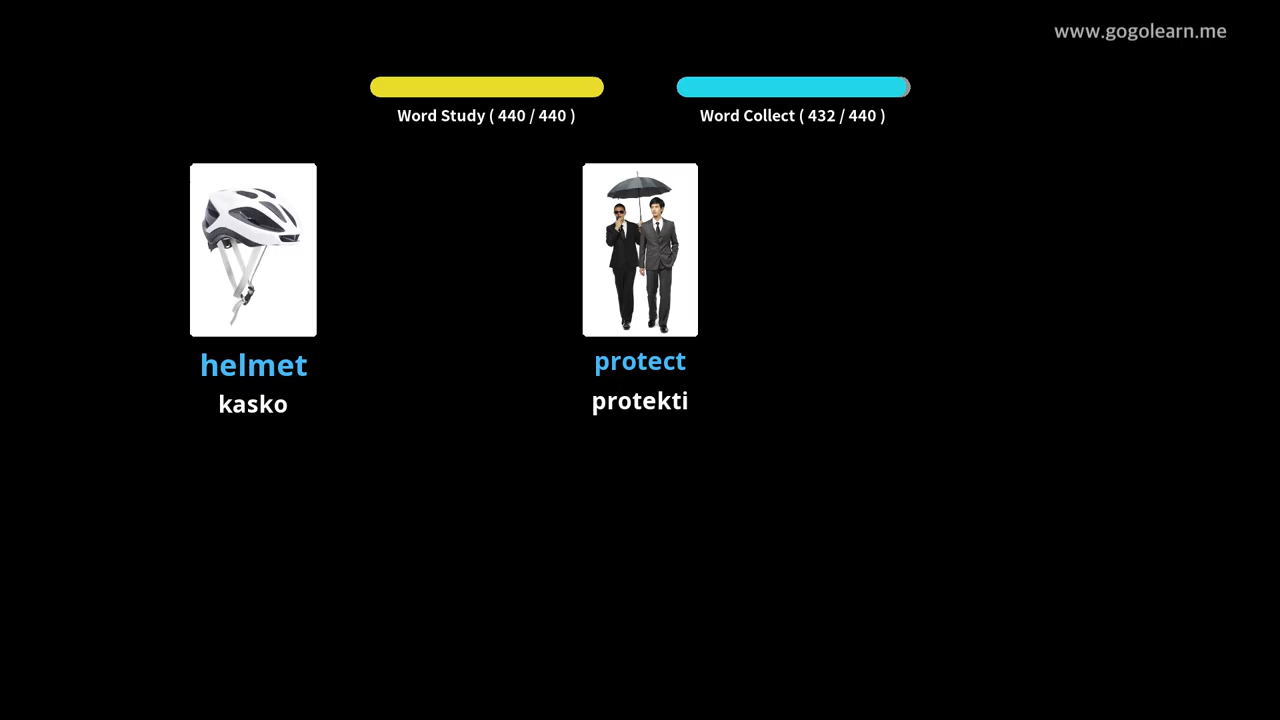 www.gogolearn.me
Word Study ( 440 / 440 )
Word Collect ( 432 / 440 )
helmet
kasko
protect
protekti